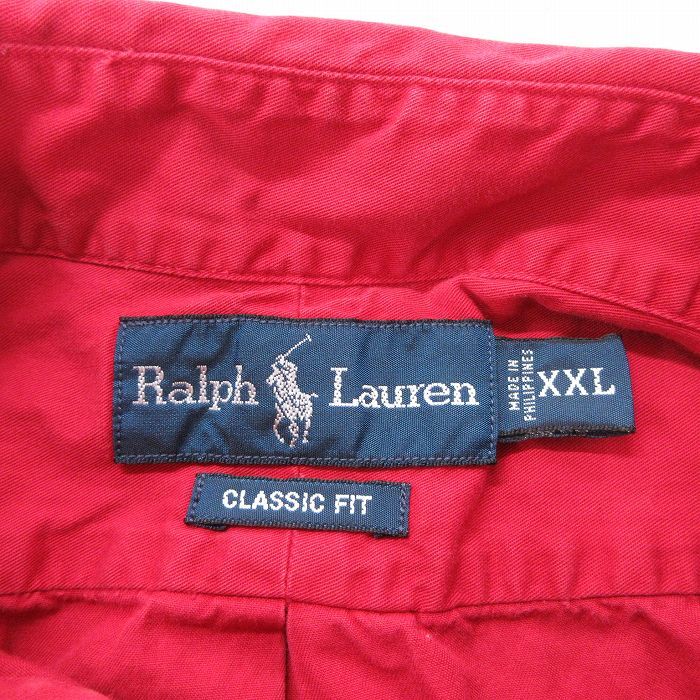 Ralph Lauren
MADE IN
PHILIPPINES
XXL
CLASSIC FIT